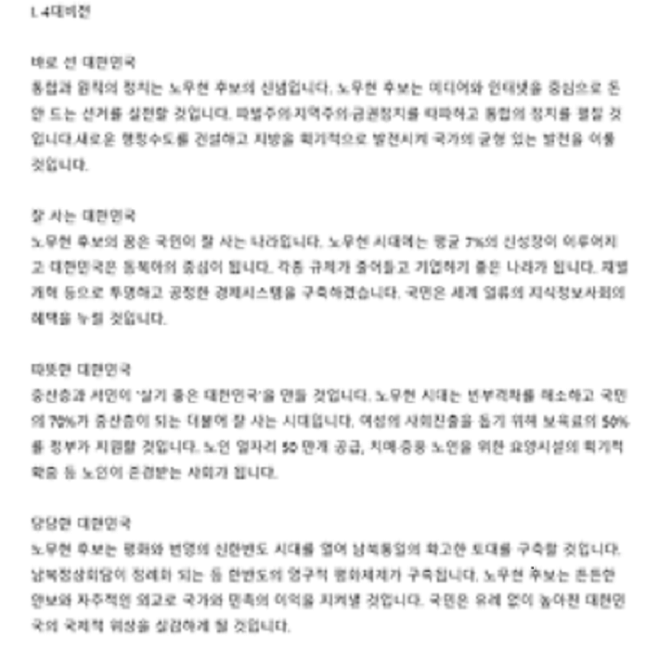 1. 4대비전
바로 선 대한민국
통합과 원칙의 정치는 노무현 후보의 신념입니다. 노무현 후보는 미디어와 인터넷을 중심으로 돈
안 드는 선거를 실천할 것입니다. 파벌주의·지역주의·금권정치를 타파하고 통합의 정치를 펼칠 것
입니다.새로운 행정수도를 건설하고 지방을 획기적으로 발전시켜 국가의 균형 있는 발전을 이룰
것입니다.
잘 사는 대한민국
노무현 후보의 꿈은 국민이 잘 사는 나라입니다. 노무현 시대에는 평균 7%의 신성장이 이루어지
고 대한민국은 동북아의 중심이 됩니다. 각종 규제가 줄어들고 기업하기 좋은 나라가 됩니다. 재벌
개혁 등으로 투명하고 공정한 경제시스템을 구축하겠습니다. 국민은 세계 일류의 지식정보사회의
혜택을 누릴 것입니다.
따뜻한 대한민국
중산층과 서민이 '살기 좋은 대한민국'을 만들 것입니다. 노무현 시대는 빈부격차를 해소하고 국민
의 70%가 중산층이 되는 더불어 잘 사는 시대입니다. 여성의 사회진출을 돕기 위해 보육료의 50%
를 정부가 지원할 것입니다. 노인 일자리 50 만개 공급, 치매·중풍 노인을 위한 요양시설의 획기적
확충 등 노인이 존경받는 사회가 됩니다.
당당한 대한민국
노무현 후보는 평화와 번영의 신한반도 시대를 열어 남북통일의 확고한 토대를 구축할 것입니다.
남북정상회담이 정례화 되는 등 한반도의 영구적 평화체제가 구축됩니다. 노무현 후보는 튼튼한
안보와 자주적인 외교로 국가와 민족의 이익을 지켜낼 것입니다. 국민은 유례 없이 높아진 대한민
국의 국제적 위상을 실감하게 될 것입니다.